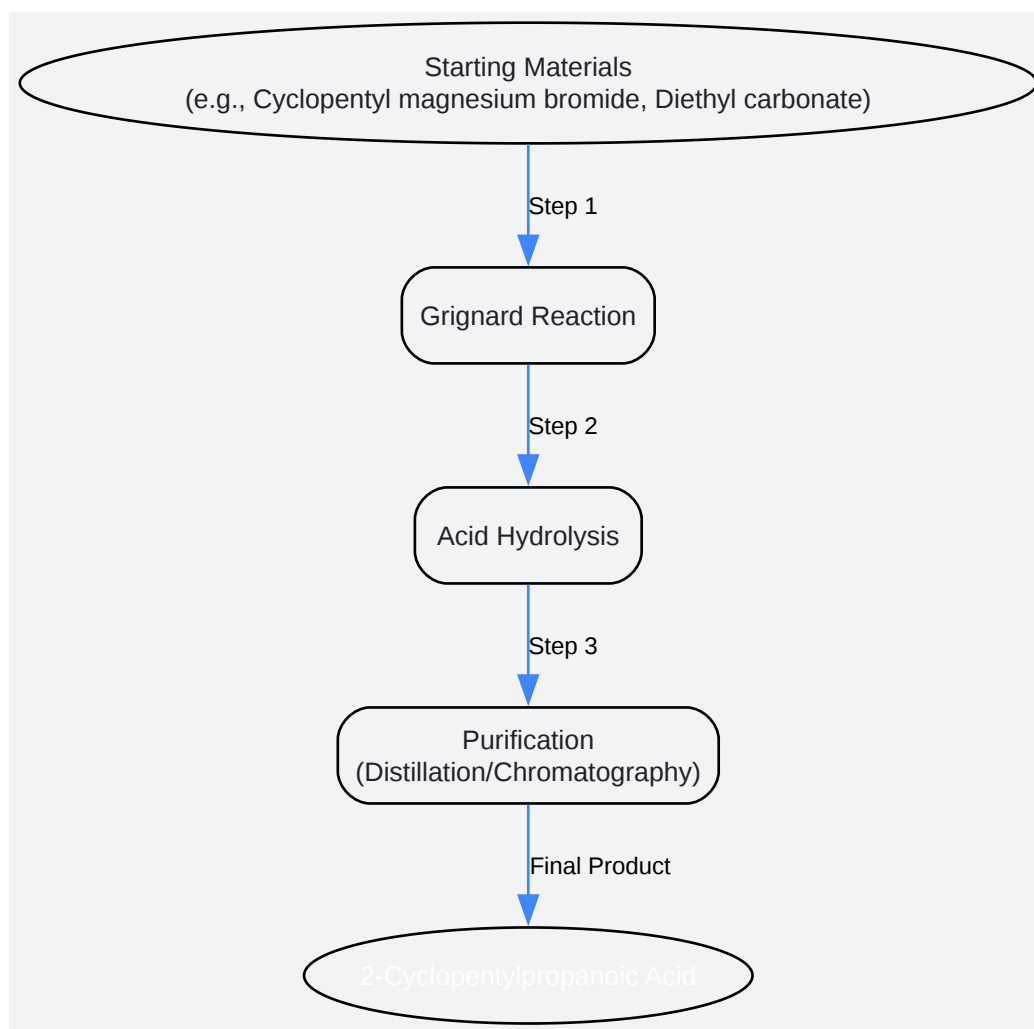 Starting Materials
(e.g., Cyclopentyl magnesium bromide, Diethyl carbonate)
Step 1
Grignard Reaction
Step 2
Acid Hydrolysis
Step 3
Purification
(Distillation/Chromatography)
Final Product
2-Cyclopentylpropanoic Acid